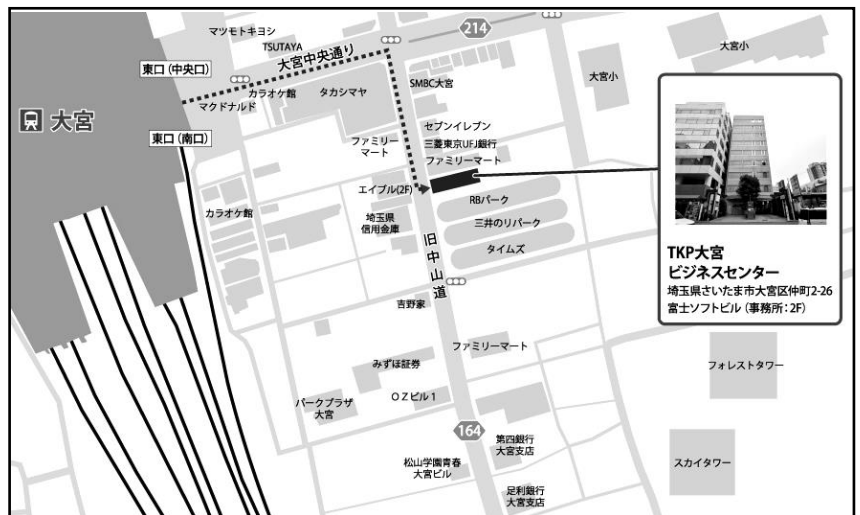 214
マツモトキヨシ
TSUTAYA
大宮中央通り
東口(中央口)
カラオケ館
タカシマヤ
マクドナルド
SMBC大宮
大宮小
大宮小
大宮
東口(南口)
セブンイレブン
三菱東京UFJ銀行
ファミリーマート
ファミリー
マート
エイブル(2F)
カラオケ館
埼玉県
信用金庫
RBパーク
三井のリパーク
タイムズ
旧中山道
吉野家
TKP大宮
ビジネスセンター
埼玉県さいたま市大宮区仲町2-26
富士ソフトビル(事務所:2F)
みずほ証券
ファミリーマート
フォレストタワー
パークプラザ
大宮
OZビル1
164
第四銀行
大宮支店
松山学園青春
大宮ビル
スカイタワー
足利銀行
大宮支店